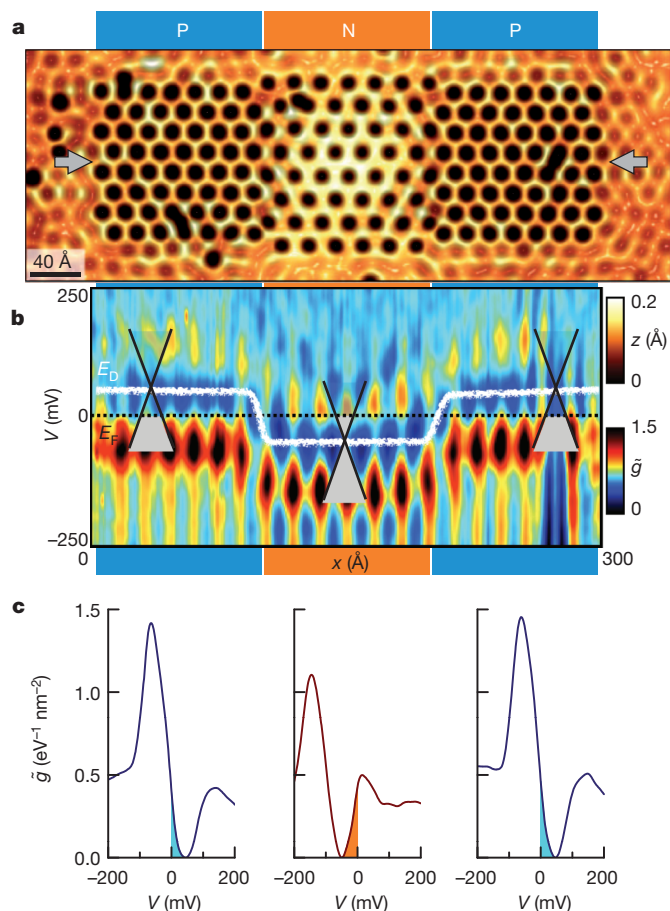 a
P N P
40 Å
b
250
0
−250
V (mV)
E_D
E_F
0 x (Å) 300
0.2
z (Å)
0
1.5
g̃
0
c
1.5
1.0
0.5
0.0
g̃ (eV⁻¹ nm⁻²)
−200 0 200 −200 0 200 −200 0 200
V (mV) V (mV) V (mV)